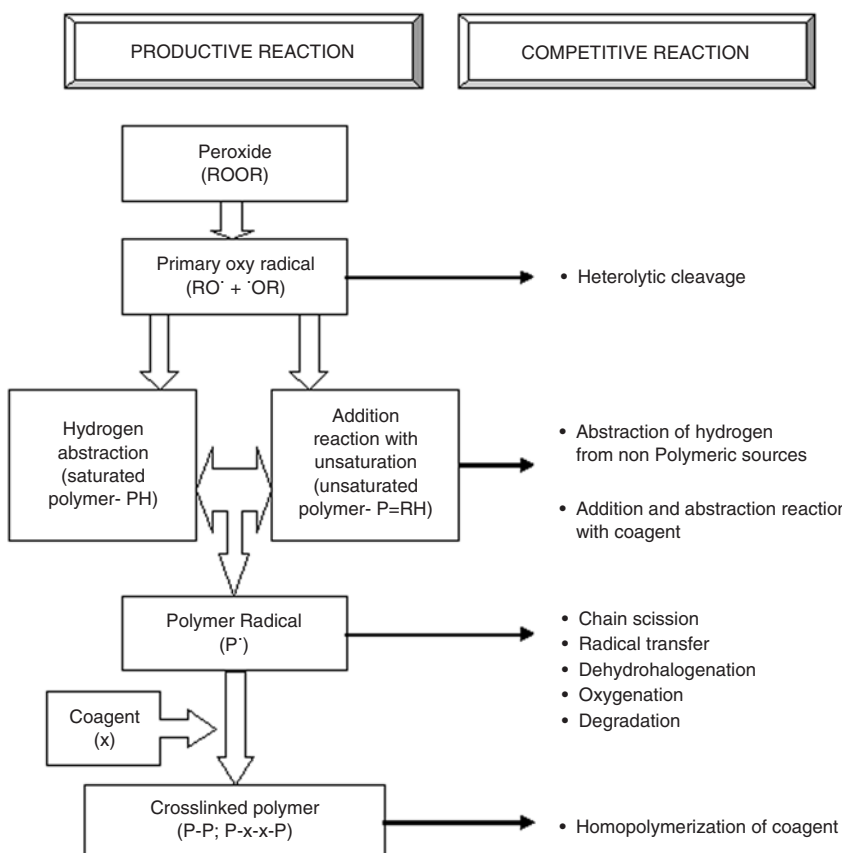 PRODUCTIVE REACTION
COMPETITIVE REACTION
Peroxide
(ROOR)
Primary oxy radical
(RO˙ + ˙OR)
• Heterolytic cleavage
Hydrogen
abstraction
(saturated
polymer- PH)
Addition
reaction with
unsaturation
(unsaturated
polymer- P=RH)
• Abstraction of hydrogen
from non Polymeric sources
• Addition and abstraction reaction
with coagent
Polymer Radical
(P˙)
• Chain scission
• Radical transfer
• Dehydrohalogenation
• Oxygenation
• Degradation
Coagent
(x)
Crosslinked polymer
(P-P; P-x-x-P)
• Homopolymerization of coagent